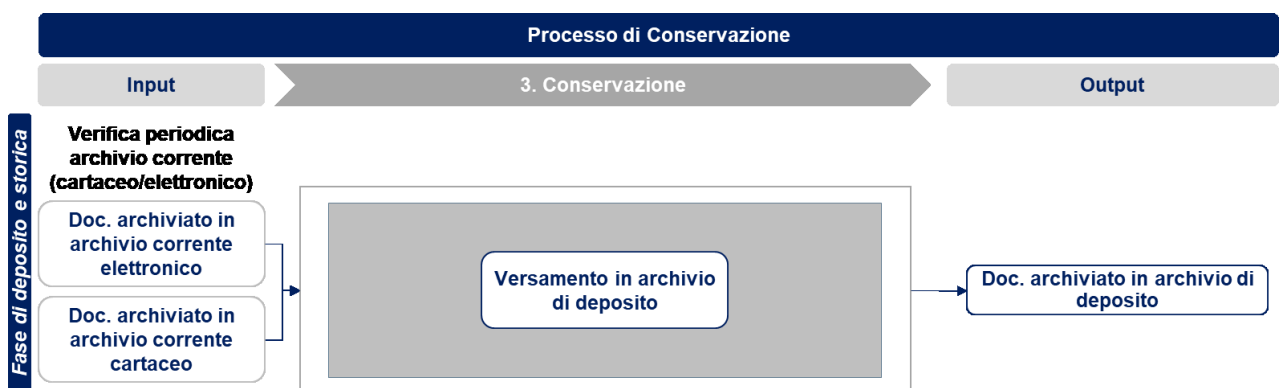 Processo di Conservazione
Input
3. Conservazione
Output
Fase di deposito e storica
Verifica periodica
archivio corrente
(cartaceo/elettronico)
Doc. archiviato in
archivio corrente
elettronico
Doc. archiviato in
archivio corrente
cartaceo
Versamento in archivio
di deposito
Doc. archiviato in archivio di
deposito